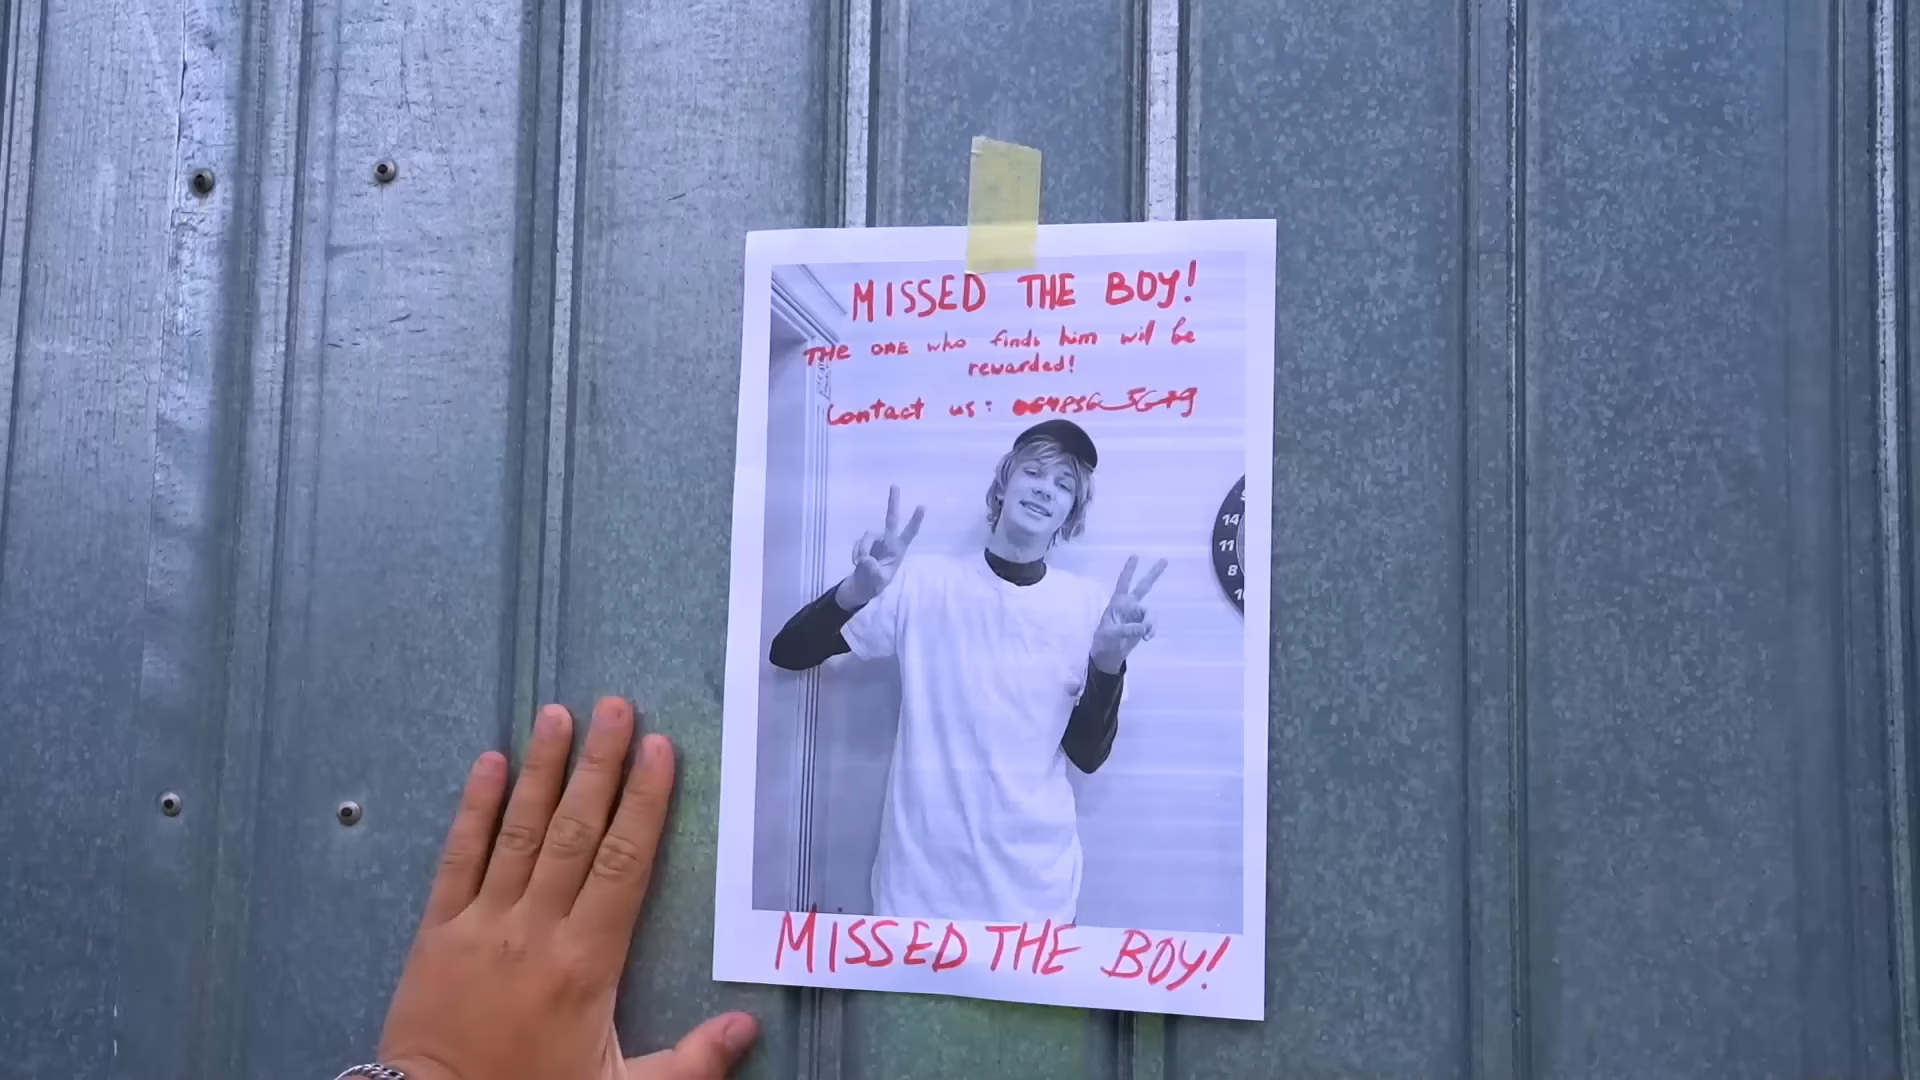 MISSED THE BOY!
THE ONE who finds him will be
rewarded!
Contact us:
14
11
8
MISSED THE BOY!